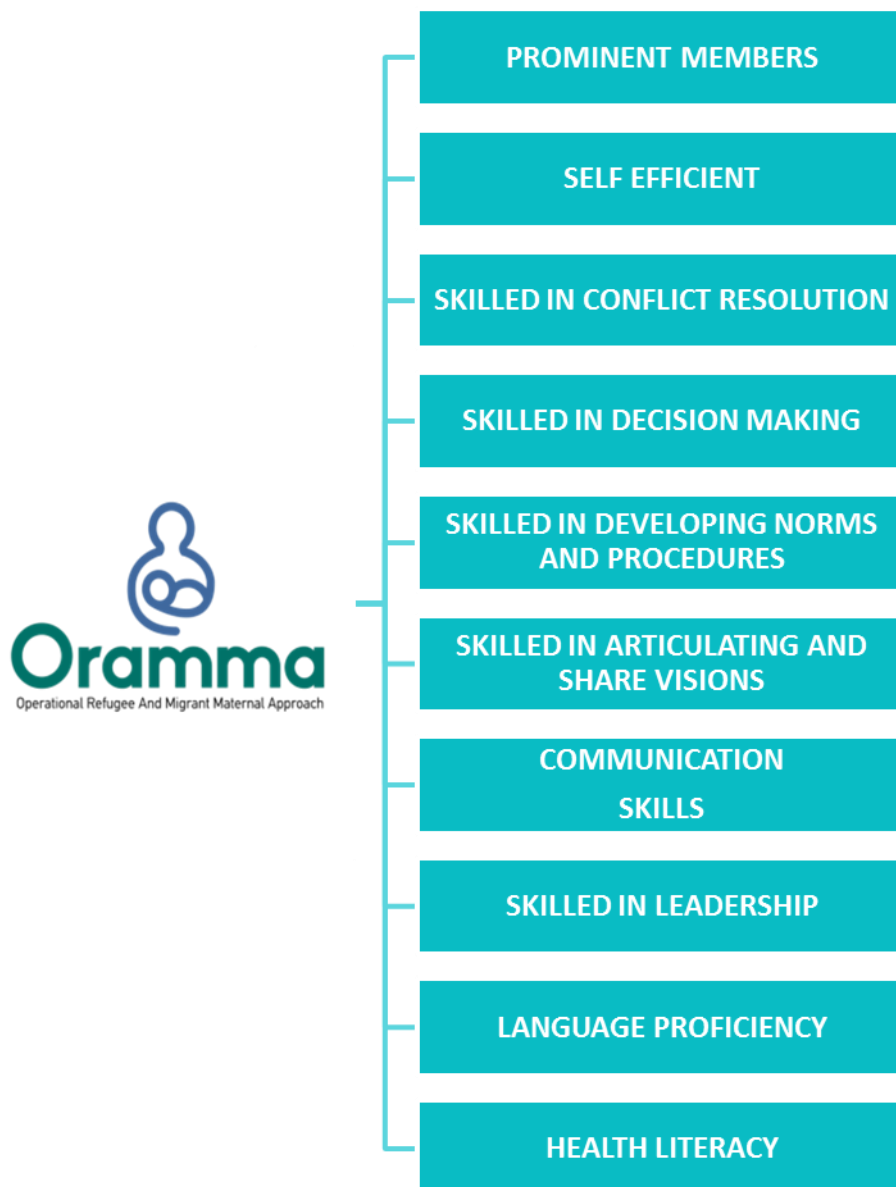 PROMINENT MEMBERS
SELF EFFICIENT
SKILLED IN CONFLICT RESOLUTION
SKILLED IN DECISION MAKING
SKILLED IN DEVELOPING NORMS
AND PROCEDURES
SKILLED IN ARTICULATING AND
SHARE VISIONS
COMMUNICATION
SKILLS
SKILLED IN LEADERSHIP
LANGUAGE PROFICIENCY
HEALTH LITERACY
Oramma
Operational Refugee And Migrant Maternal Approach